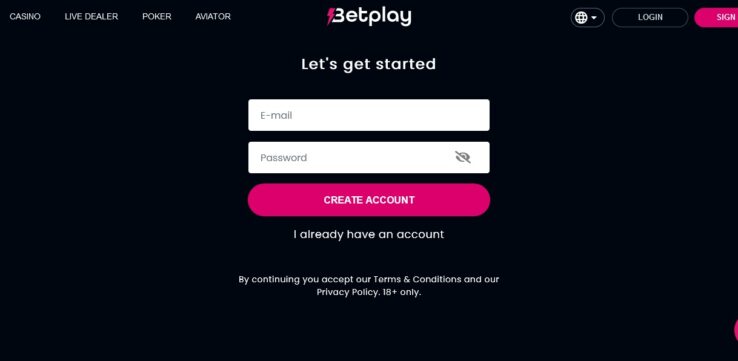 CASINO LIVE DEALER POKER AVIATOR Betplay LOGIN SIGN
Let's get started
E-mail
Password
CREATE ACCOUNT
I already have an account
By continuing you accept our Terms & Conditions and our
Privacy Policy. 18+ only.